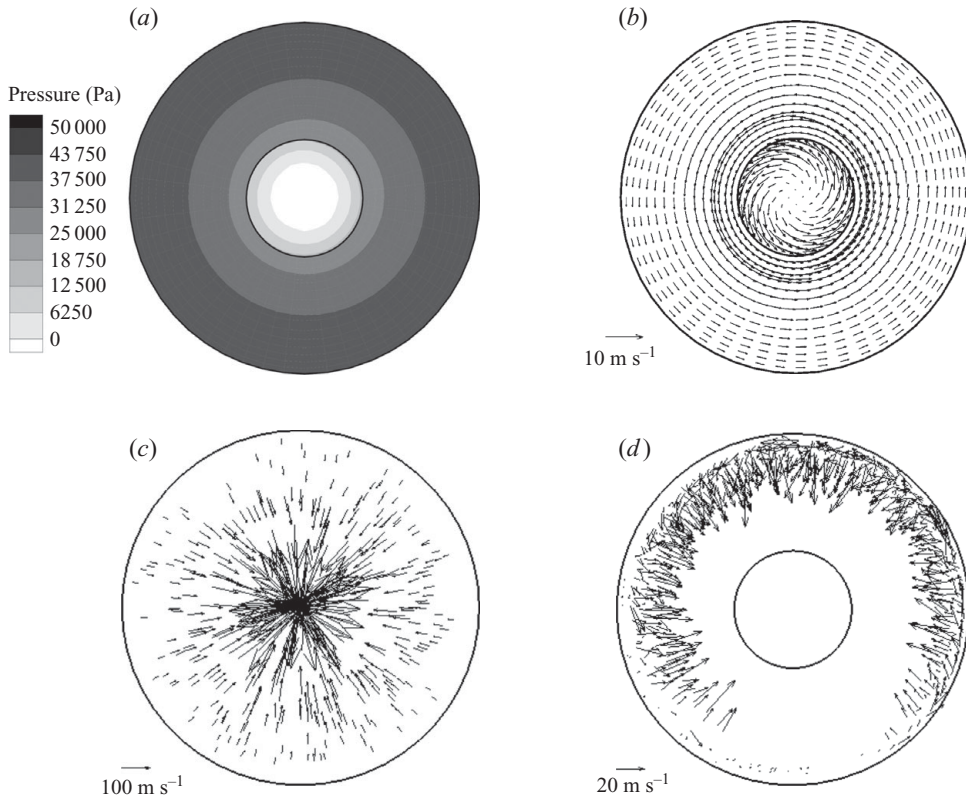 (a)
(b)
Pressure (Pa)
50 000
43 750
37 500
31 250
25 000
18 750
12 500
6250
0
10 m s⁻¹
(c)
(d)
100 m s⁻¹
20 m s⁻¹